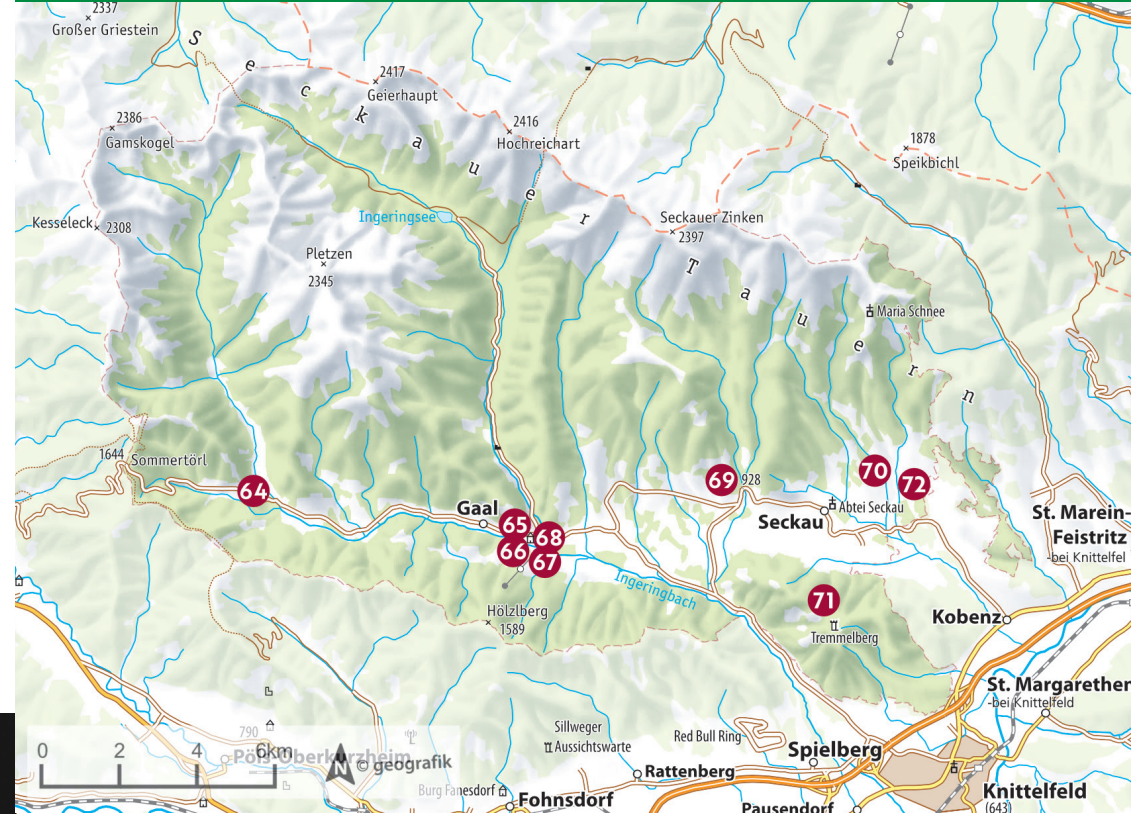 2337
Großer Griestein
Seckauer Tauern
2417
Geierhaupt
2386
Gamskogel
2416
Hochreichart
1878
Speikbichl
Ingeringsee
Seckauer Zinken
2397
Kesseleck
2308
Pletzen
2345
Maria Schnee
1644
Sommertörl
64
69
928
70
72
Gaal
65
68
66
67
Seckau
Abtei Seckau
St. Marein-
Feistritz
-bei Knittelfel
Ingeringbach
71
Tremmelberg
Hölzlberg
1589
Kobenz
St. Margarethen
-bei Knittelfeld
Sillweger
Aussichtswarte
Red Bull Ring
Spielberg
790
Pöls-Oberkurzheim
0
2
4
6km
N
© geografik
Rattenberg
Burg Fanesdorf
Fohnsdorf
Pausendorf
Knittelfeld
(643)